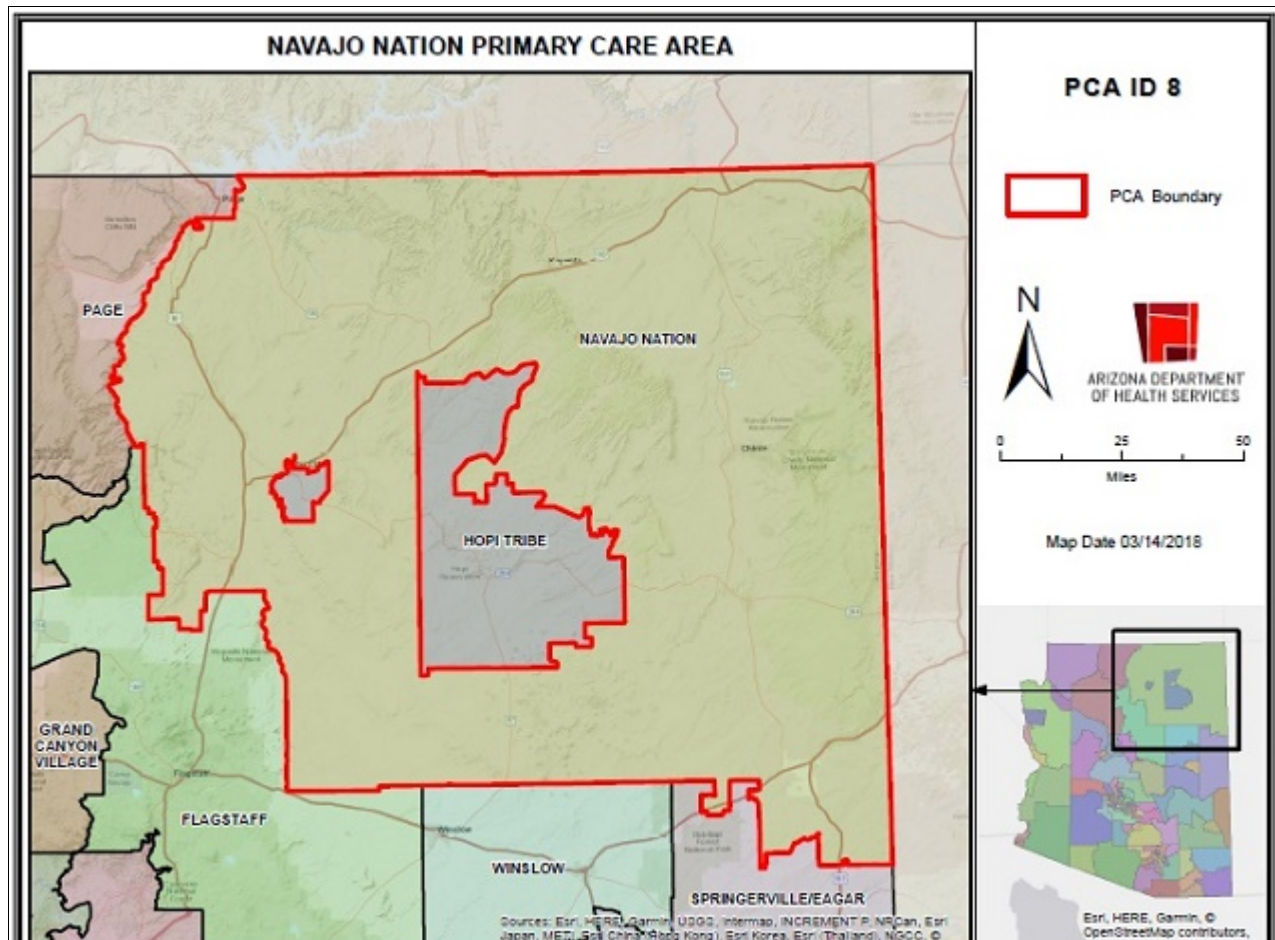 NAVAJO NATION PRIMARY CARE AREA
PCA ID 8
PCA Boundary
N
ARIZONA DEPARTMENT
OF HEALTH SERVICES
0 25 50
Miles
Map Date 03/14/2018
PAGE
NAVAJO NATION
Chinle
HOPI TRIBE
GRAND
CANYON
VILLAGE
Flagstaff
FLAGSTAFF
Winslow
WINSLOW
SPRINGERVILLE/EAGAR
Sources: Esri, HERE, Garmin, USGS, Intermap, INCREMENT P, NRCan, Esri
Japan, METI, Esri China (Hong Kong), Esri Korea, Esri (Thailand), NGCC, ©
Esri, HERE, Garmin, ©
OpenStreetMap contributors,